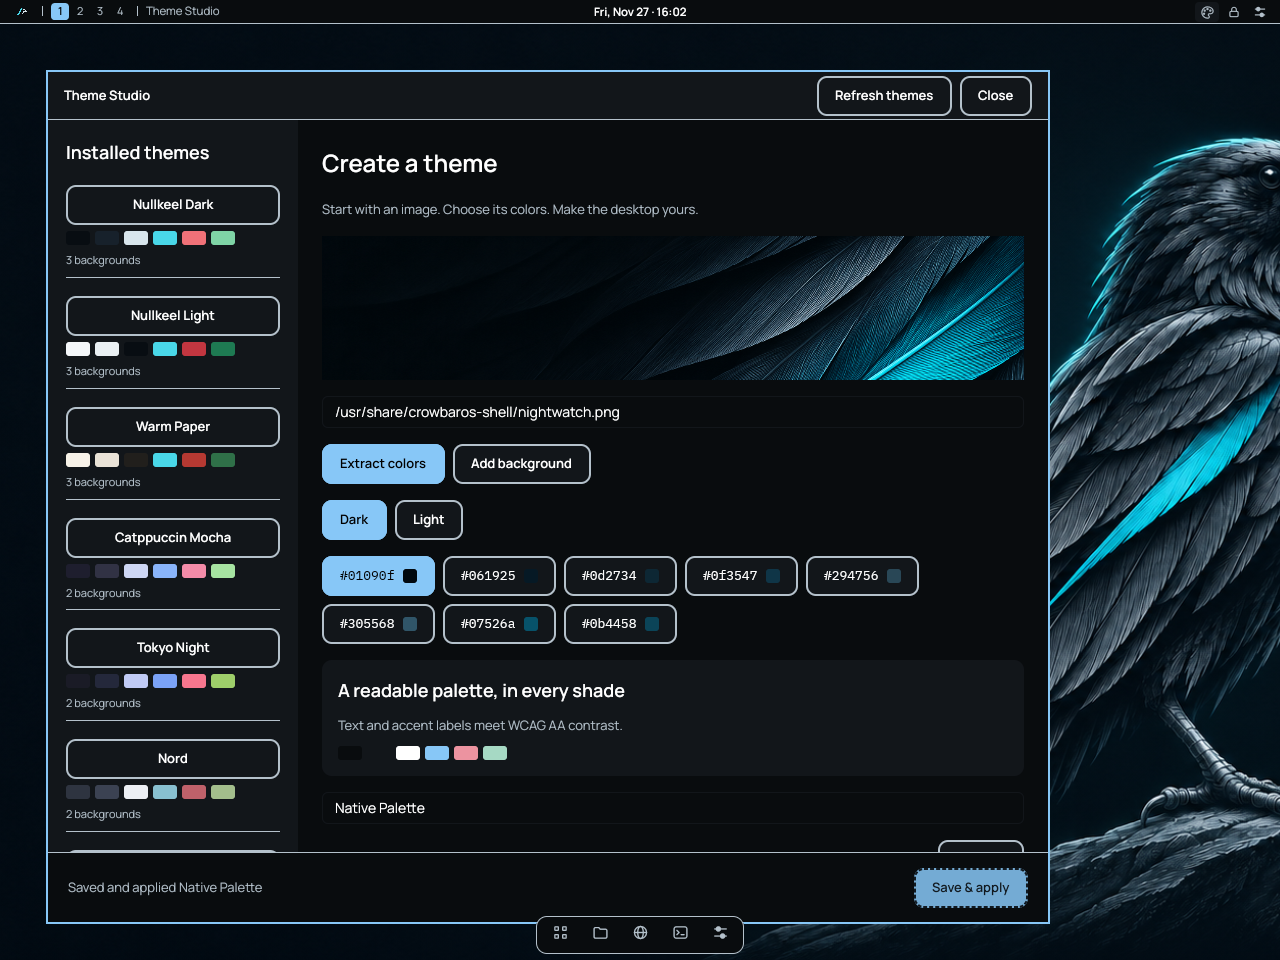 1 2 3 4 Theme Studio Fri, Nov 27 · 16:02
Theme Studio Refresh themes Close
Installed themes
Nullkeel Dark
3 backgrounds
Nullkeel Light
3 backgrounds
Warm Paper
3 backgrounds
Catppuccin Mocha
2 backgrounds
Tokyo Night
2 backgrounds
Nord
2 backgrounds
Create a theme
Start with an image. Choose its colors. Make the desktop yours.
/usr/share/crowbaros-shell/nightwatch.png
Extract colors Add background
Dark Light
#01090f #061925 #0d2734 #0f3547 #294756
#305568 #07526a #0b4458
A readable palette, in every shade
Text and accent labels meet WCAG AA contrast.
Native Palette
Saved and applied Native Palette Save & apply